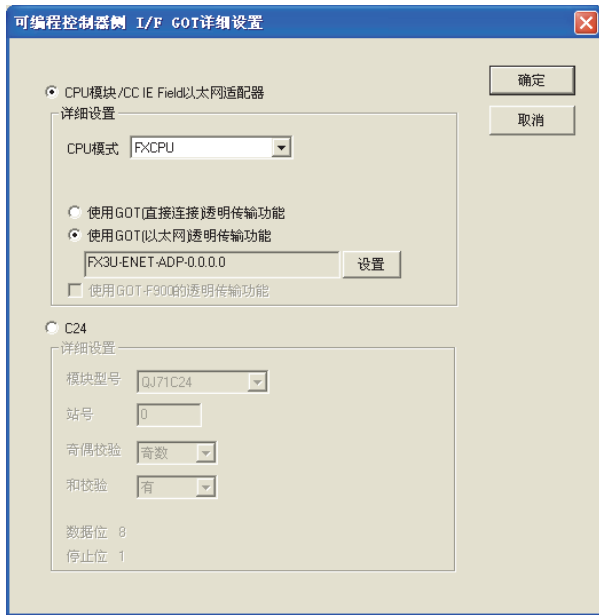 可编程控制器侧 I/F GOT详细设置
确定
CPU模块/CC IE Field以太网适配器
详细设置
取消
CPU模式 FXCPU
使用GOT(直接连接)透明传输功能
使用GOT(以太网)透明传输功能
FX3U-ENET-ADP-0.0.0.0 设置
使用GOT-F900的透明传输功能
C24
详细设置
模块型号 QJ71C24
站号 0
奇偶校验 奇数
和校验 有
数据位 8
停止位 1